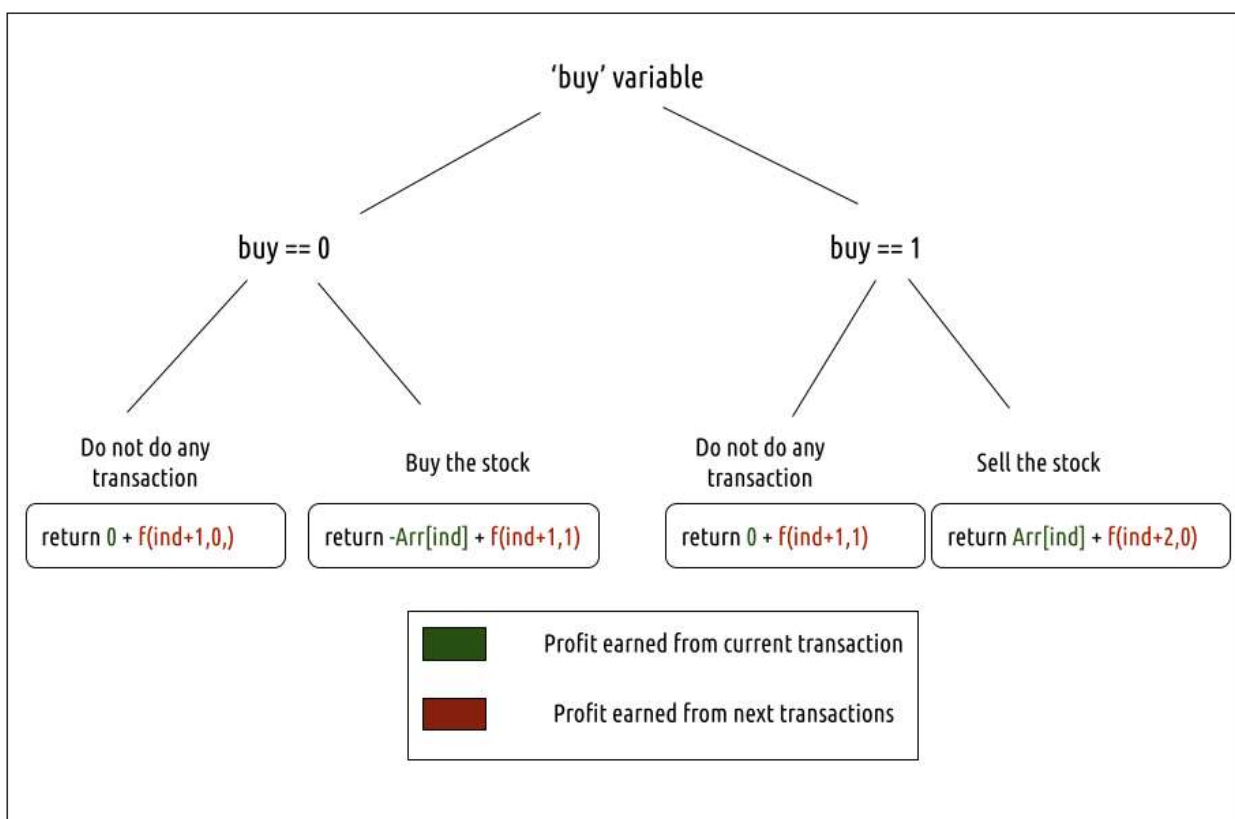 ‘buy’ variable
buy == 0
buy == 1
Do not do any
transaction
Buy the stock
Do not do any
transaction
Sell the stock
return 0 + f(ind+1,0,)
return -Arr[ind] + f(ind+1,1)
return 0 + f(ind+1,1)
return Arr[ind] + f(ind+2,0)
Profit earned from current transaction
Profit earned from next transactions